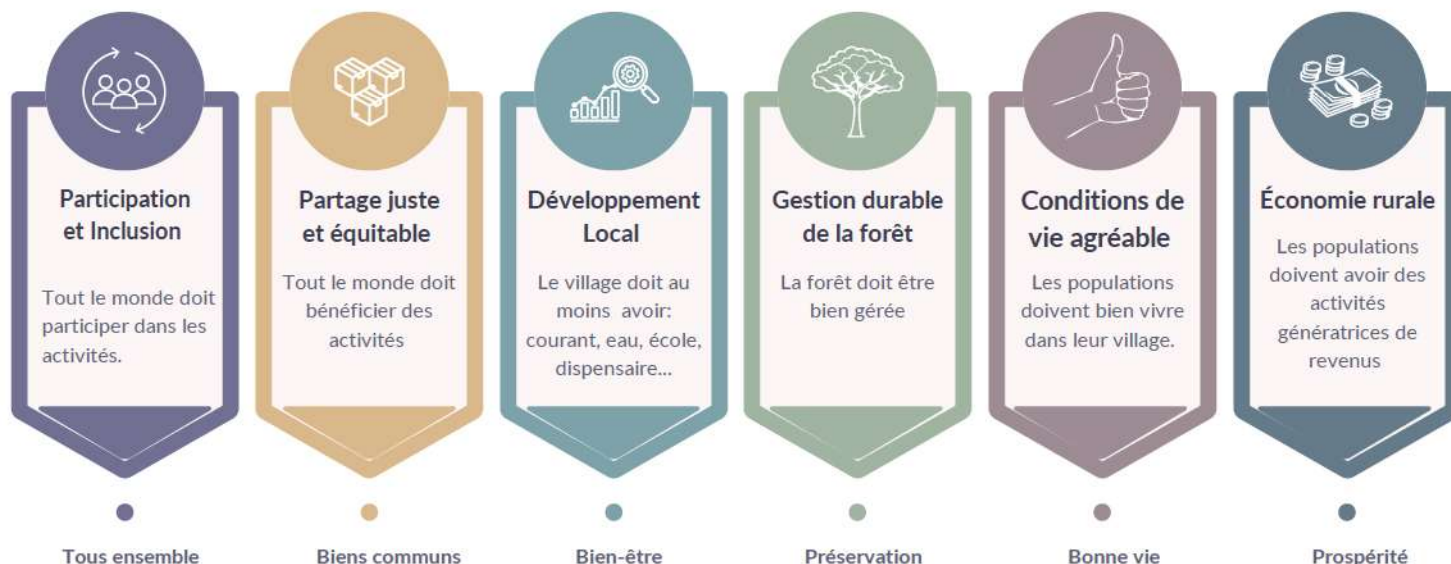 Participation
et Inclusion
Tout le monde doit
participer dans les
activités.
Tous ensemble
Partage juste
et équitable
Tout le monde doit
bénéficier des
activités
Biens communs
Développement
Local
Le village doit au
moins avoir:
courant, eau, école,
dispensaire...
Bien-être
Gestion durable
de la forêt
La forêt doit être
bien gérée
Préservation
Conditions de
vie agréable
Les populations
doivent bien vivre
dans leur village.
Bonne vie
Économie rurale
Les populations
doivent avoir des
activités
génératrices de
revenus
Prospérité